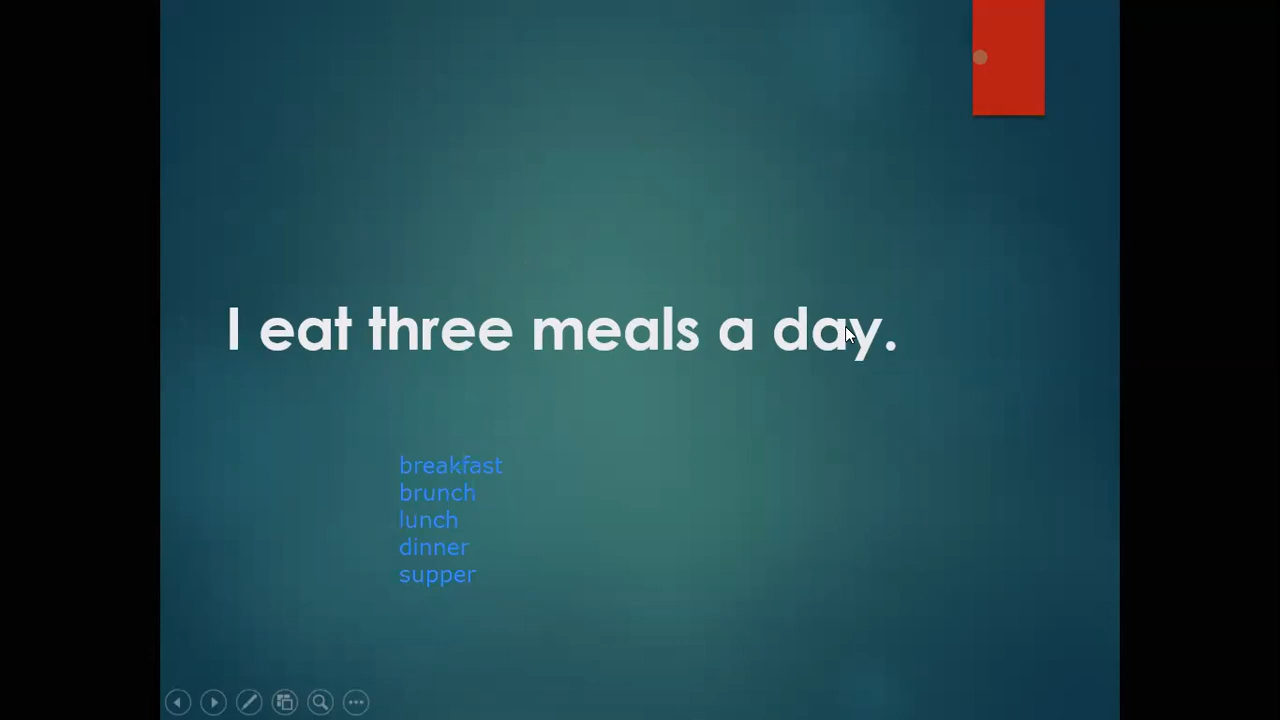 I eat three meals a day.
breakfast
brunch
lunch
dinner
supper